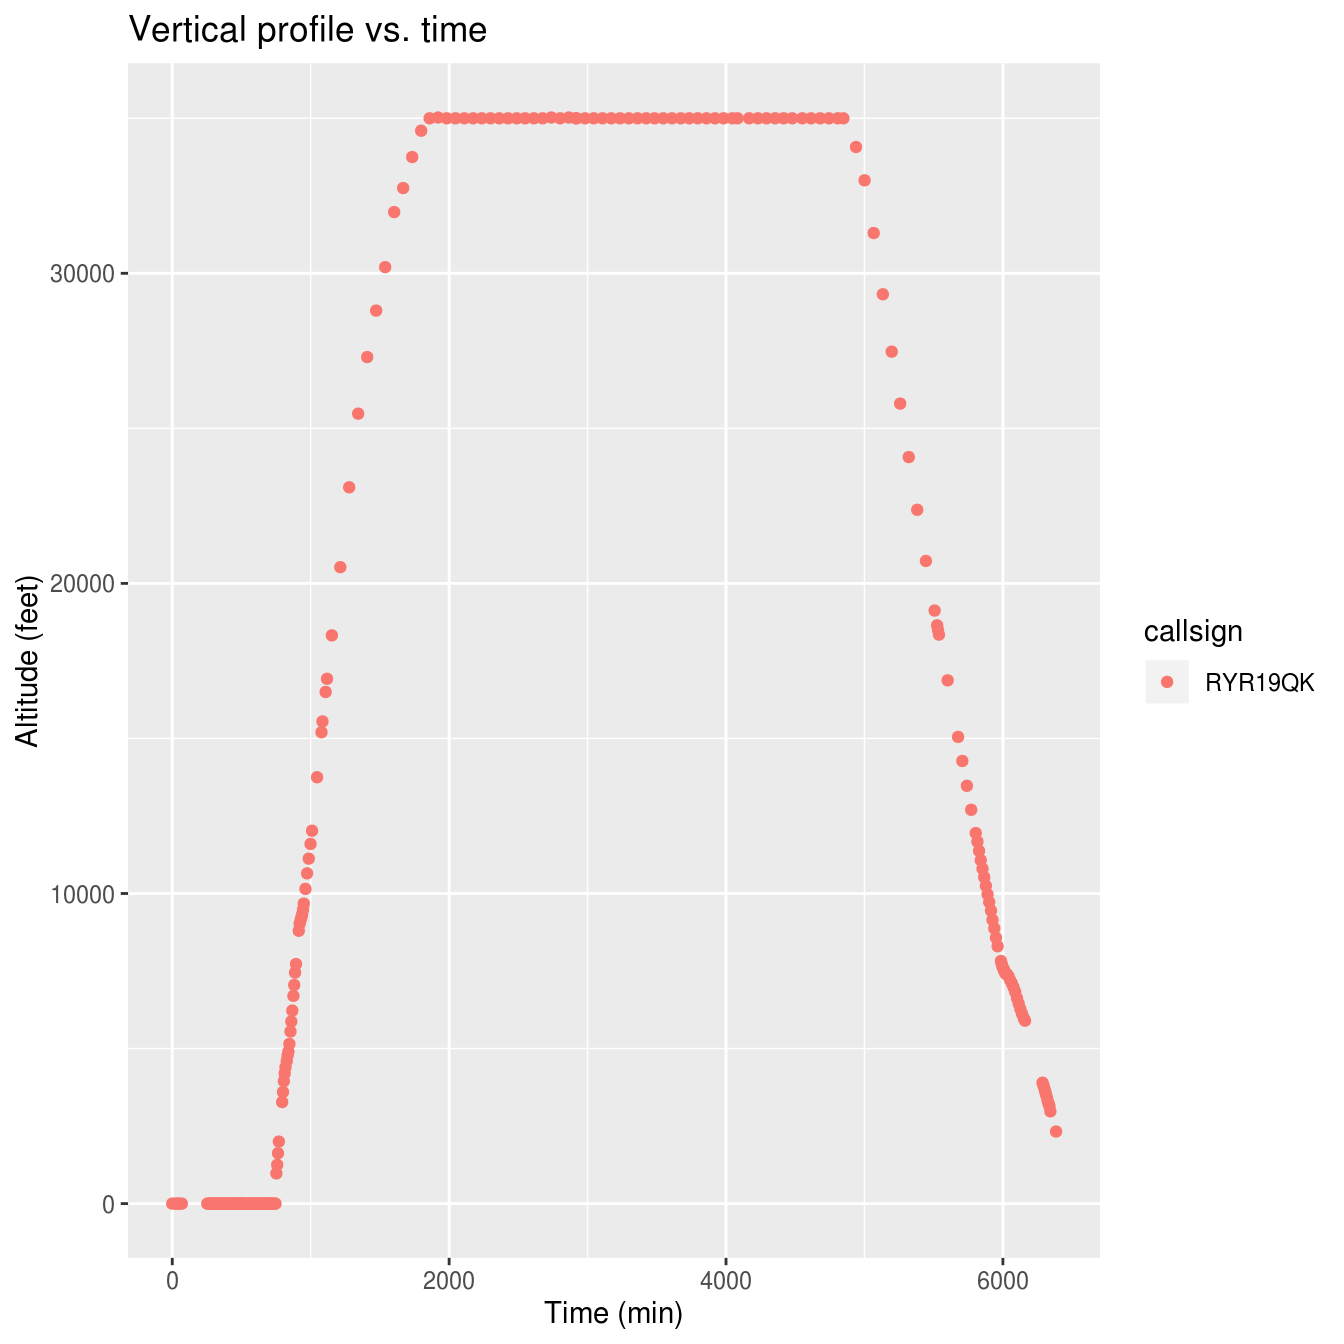 Vertical profile vs. time
Altitude (feet)
30000
20000
10000
0
0 2000 4000 6000
Time (min)
callsign
RYR19QK